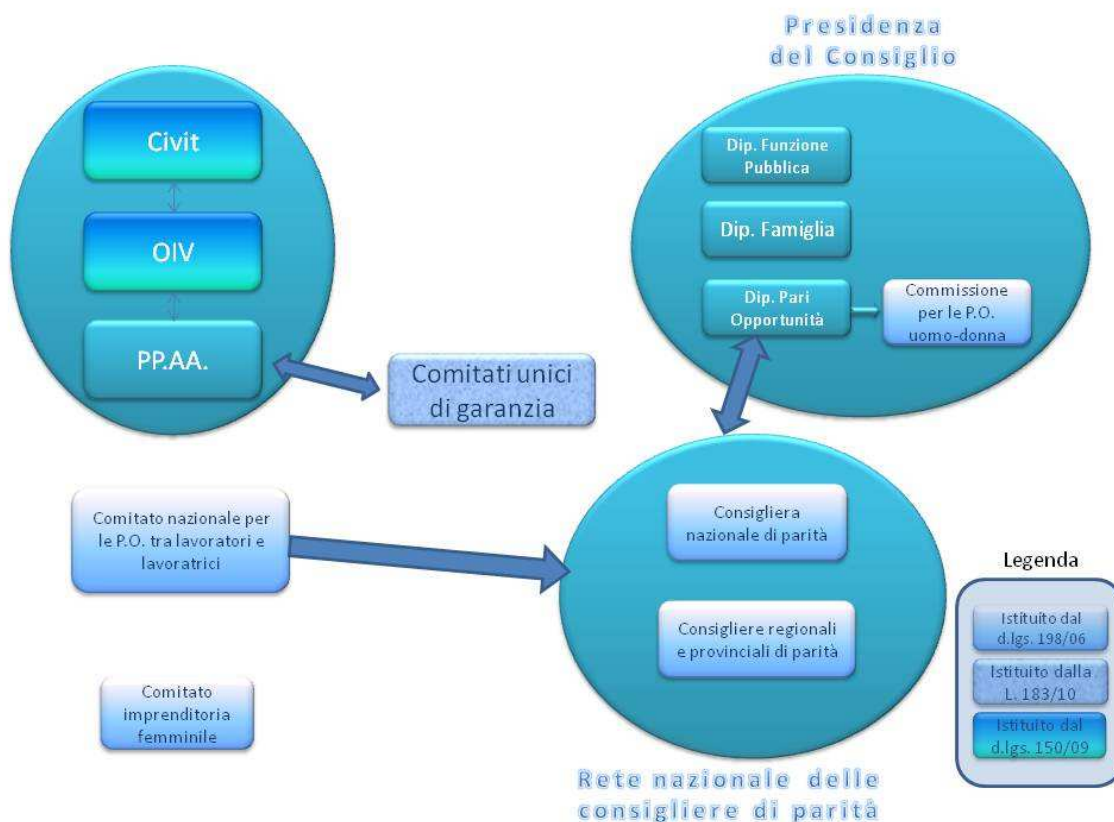 Presidenza
del Consiglio
Civit
OIV
PP.AA.
Dip. Funzione
Pubblica
Dip. Famiglia
Dip. Pari
Opportunità
Commissione
per le P.O.
uomo-donna
Comitati unici
di garanzia
Comitato nazionale per
le P.O. tra lavoratori e
lavoratrici
Consigliera
nazionale di parità
Consigliere regionali
e provinciali di parità
Comitato
imprenditoria
femminile
Rete nazionale delle
consigliere di parità
Legenda
Istituito dal
d.lgs. 198/06
Istituito dalla
L. 183/10
Istituito dal
d.lgs. 150/09